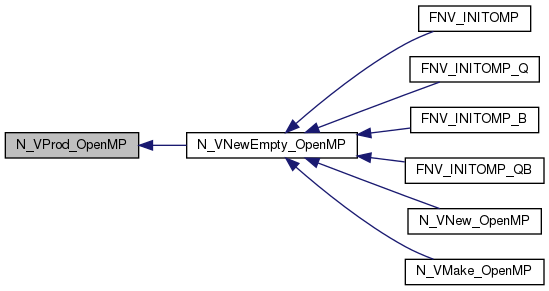 FNV_INITOMP
FNV_INITOMP_Q
FNV_INITOMP_B
N_VProd_OpenMP
N_VNewEmpty_OpenMP
FNV_INITOMP_QB
N_VNew_OpenMP
N_VMake_OpenMP